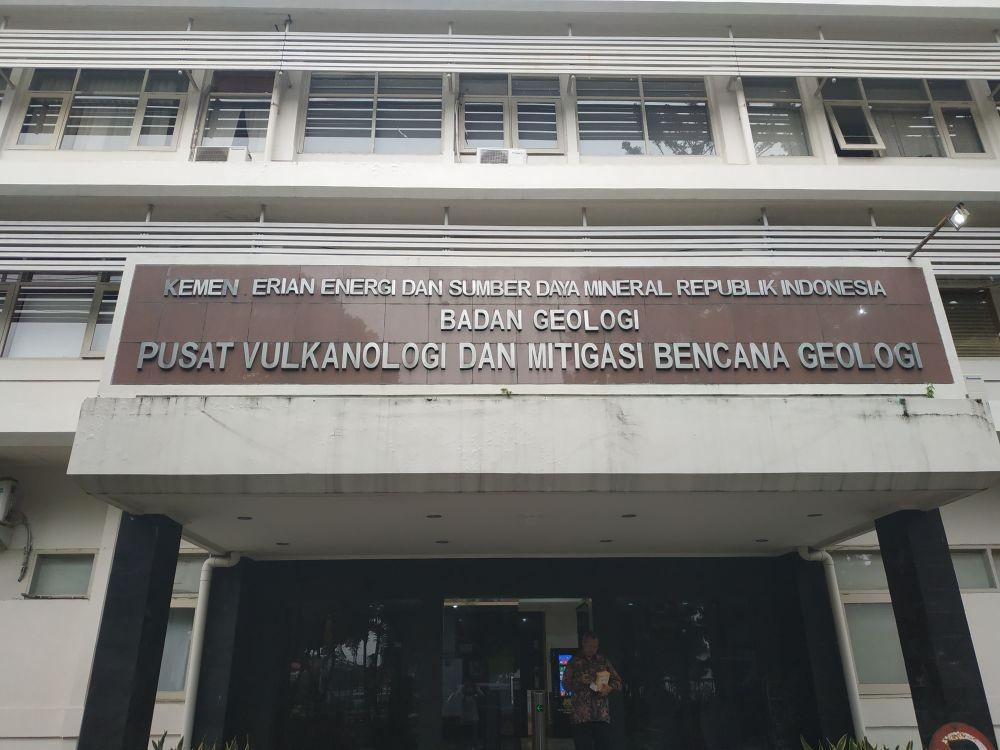 KEMEN ERIAN ENERGI DAN SUMBER DAYA MINERAL REPUBLIK INDONESIA
BADAN GEOLOGI
PUSAT VULKANOLOGI DAN MITIGASI BENCANA GEOLOGI